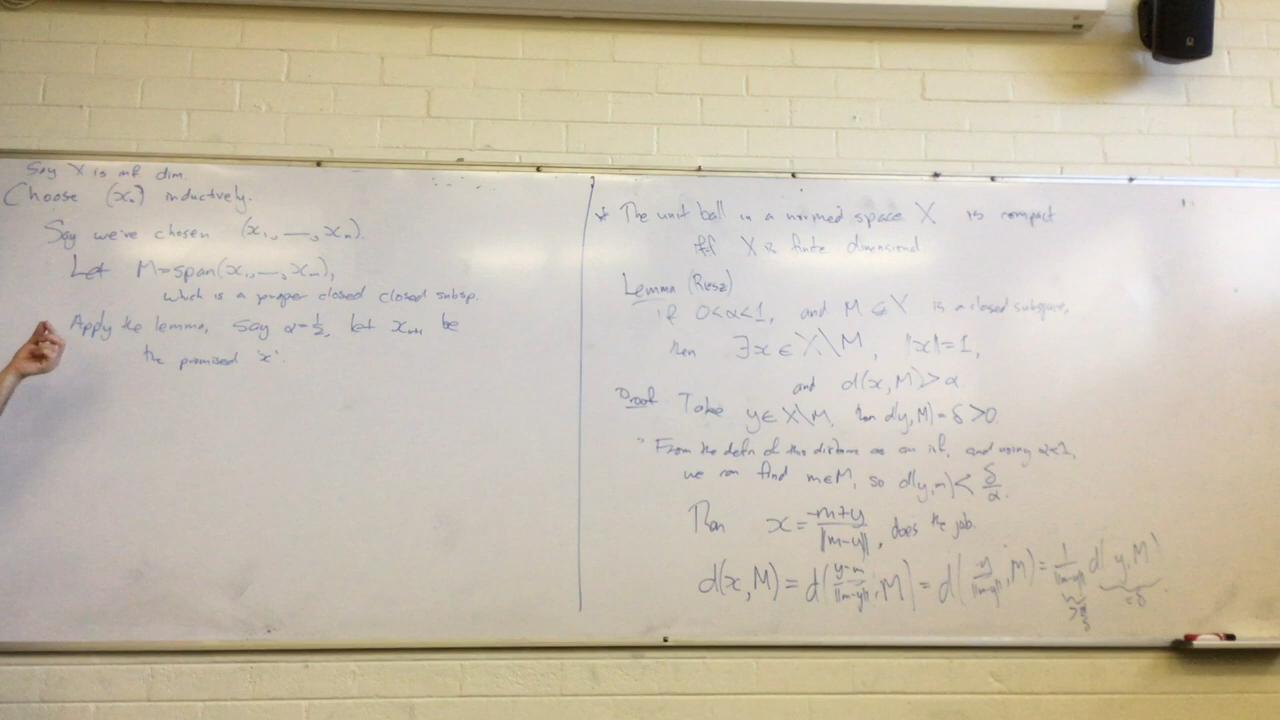 Say X is inf dim.
Choose (xₙ) inductively.
Say we've chosen (x₁, —, xₙ).
Let M=span(x₁, —, xₙ),
which is a proper closed closed subsp.
Apply the lemma, say α=½, let xₙ₊₁ be
the promised 'x'.
* The unit ball in a normed space X is compact
iff X is finite dimensional
Lemma (Riesz)
if 0<α<1, and M ⊊ X is a closed subspace,
then ∃x ∈ X\M, ‖x‖=1,
and d(x,M)>α
Proof Take y∈X\M, then d(y,M)=δ>0.
From the defn of the distance as an inf, and using α<1,
we can find m∈M, so d(y,m)< δ/α.
Then x = (-m+y)/‖m-y‖, does the job.
d(x,M) = d((y-m)/‖m-y‖, M) = d(y/‖m-y‖, M) = 1/‖m-y‖ d(y,M)
=δ